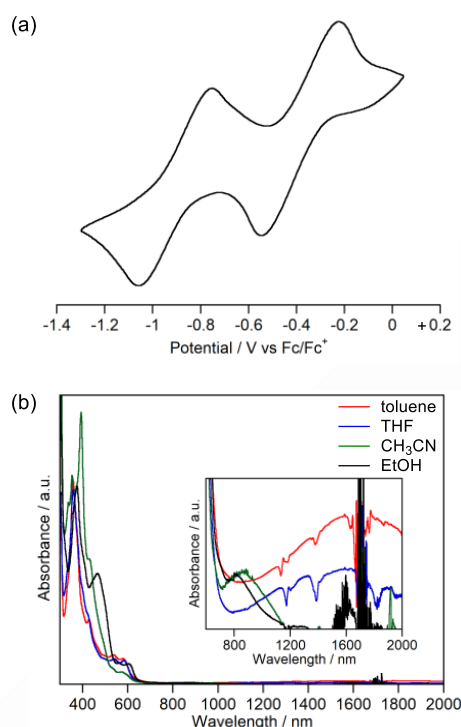 (a)
-1.4 -1.2 -1 -0.8 -0.6 -0.4 -0.2 0 +0.2
Potential / V vs Fc/Fc⁺
(b)
toluene
THF
CH₃CN
EtOH
Absorbance / a.u.
Absorbance / a.u.
800 1200 1600 2000
Wavelength / nm
400 600 800 1000 1200 1400 1600 1800 2000
Wavelength / nm